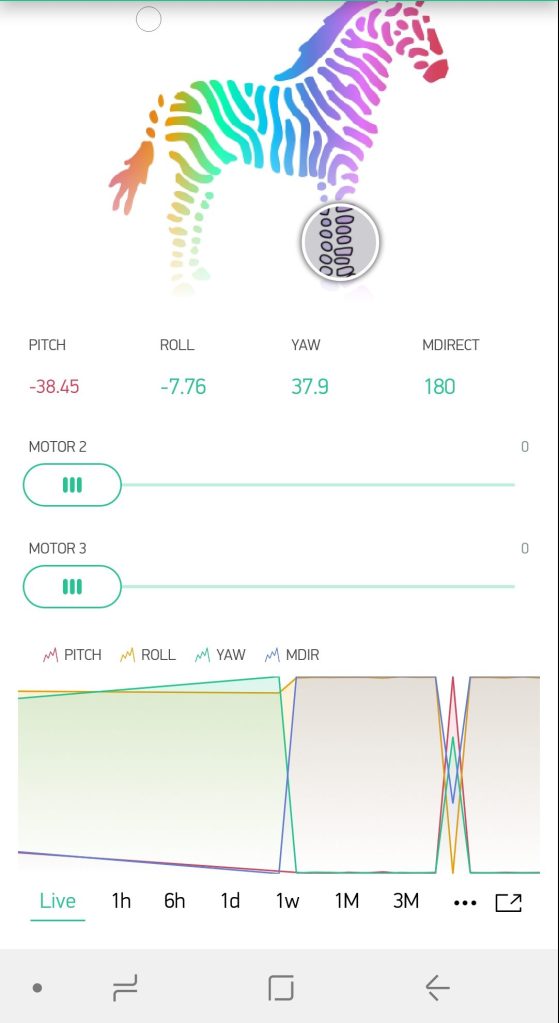 PITCH ROLL YAW MDIRECT
-38.45 -7.76 37.9 180
MOTOR 2 0
MOTOR 3 0
PITCH ROLL YAW MDIR
Live 1h 6h 1d 1w 1M 3M